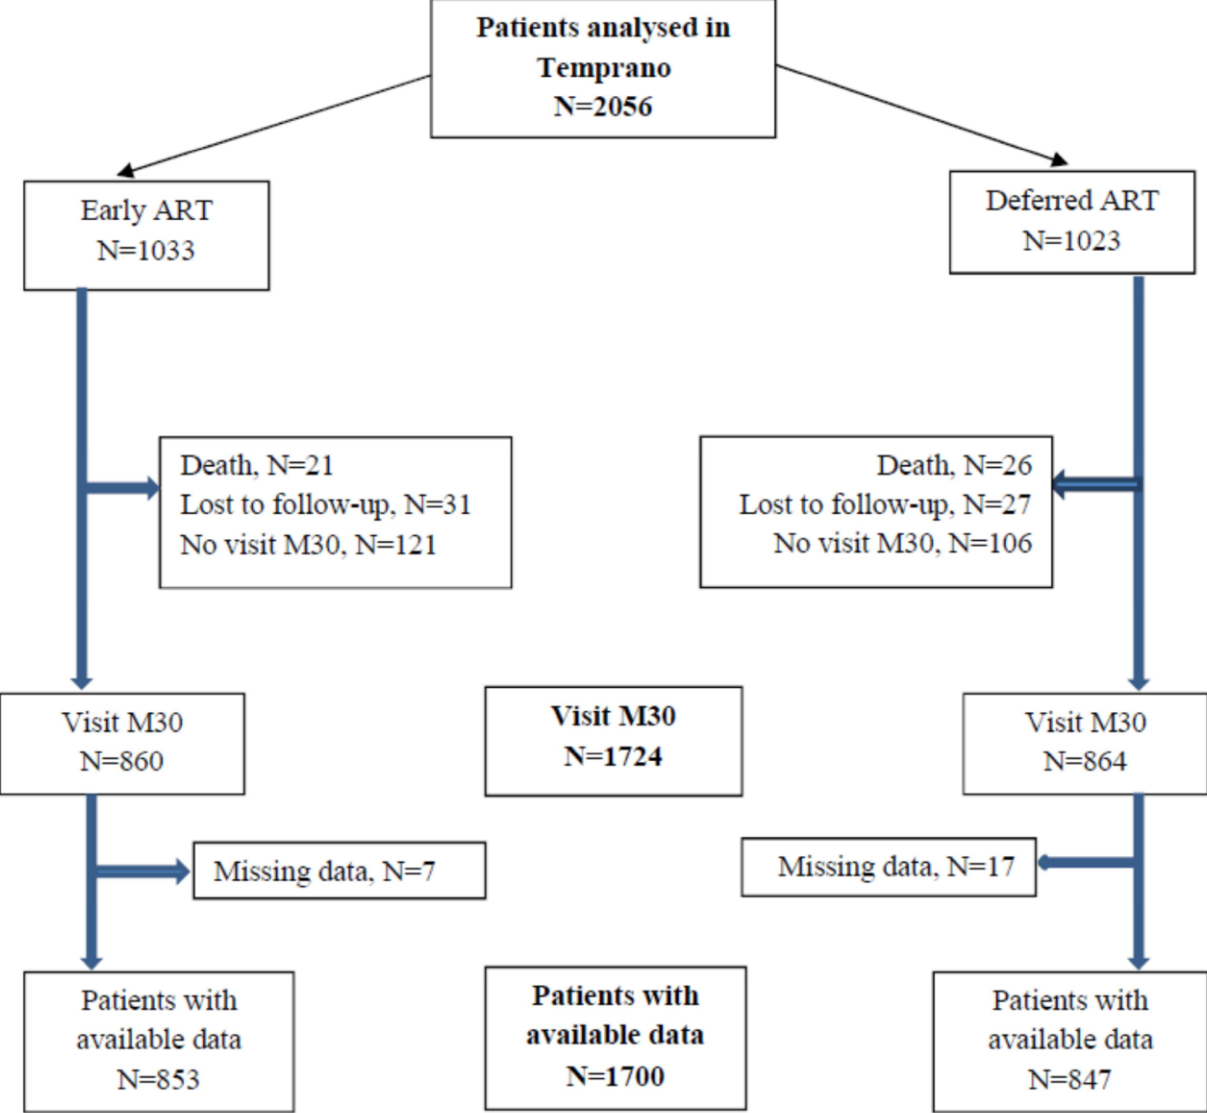 Patients analysed in
Temprano
N=2056
Early ART
N=1033
Deferred ART
N=1023
Death, N=21
Lost to follow-up, N=31
No visit M30, N=121
Death, N=26
Lost to follow-up, N=27
No visit M30, N=106
Visit M30
N=860
Visit M30
N=1724
Visit M30
N=864
Missing data, N=7
Missing data, N=17
Patients with
available data
N=853
Patients with
available data
N=1700
Patients with
available data
N=847